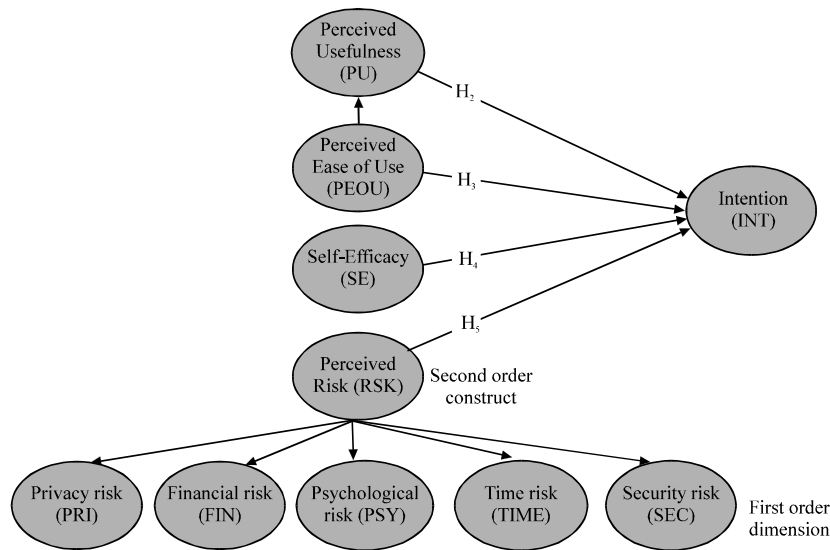 Perceived
Usefulness
(PU)
H₂
Perceived
Ease of Use
(PEOU)
H₃
Intention
(INT)
Self-Efficacy
(SE)
H₄
H₅
Perceived
Risk (RSK)
Second order
construct
Privacy risk
(PRI)
Financial risk
(FIN)
Psychological
risk (PSY)
Time risk
(TIME)
Security risk
(SEC)
First order
dimension